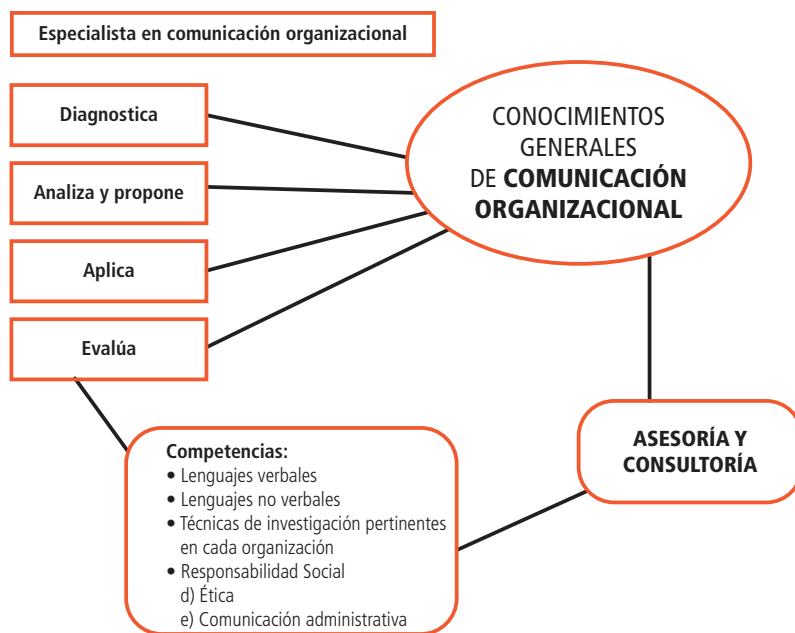 Especialista en comunicación organizacional
Diagnostica
Analiza y propone
Aplica
Evalúa
CONOCIMIENTOS
GENERALES
DE COMUNICACIÓN
ORGANIZACIONAL
ASESORÍA Y
CONSULTORÍA
Competencias:
• Lenguajes verbales
• Lenguajes no verbales
• Técnicas de investigación pertinentes
en cada organización
• Responsabilidad Social
d) Ética
e) Comunicación administrativa